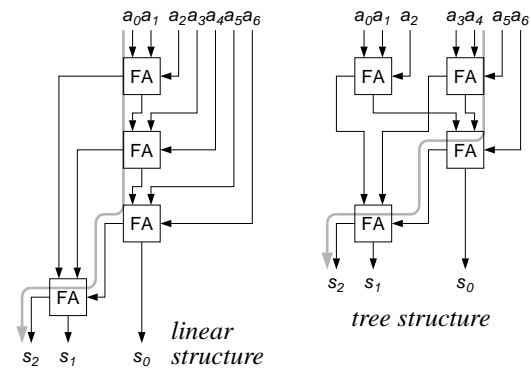 a0a1 a2a3a4a5a6
FA
FA
FA
FA
s2 s1 s0
linear
structure
a0a1 a2 a3a4 a5a6
FA FA
FA
FA
s2 s1 s0
tree structure